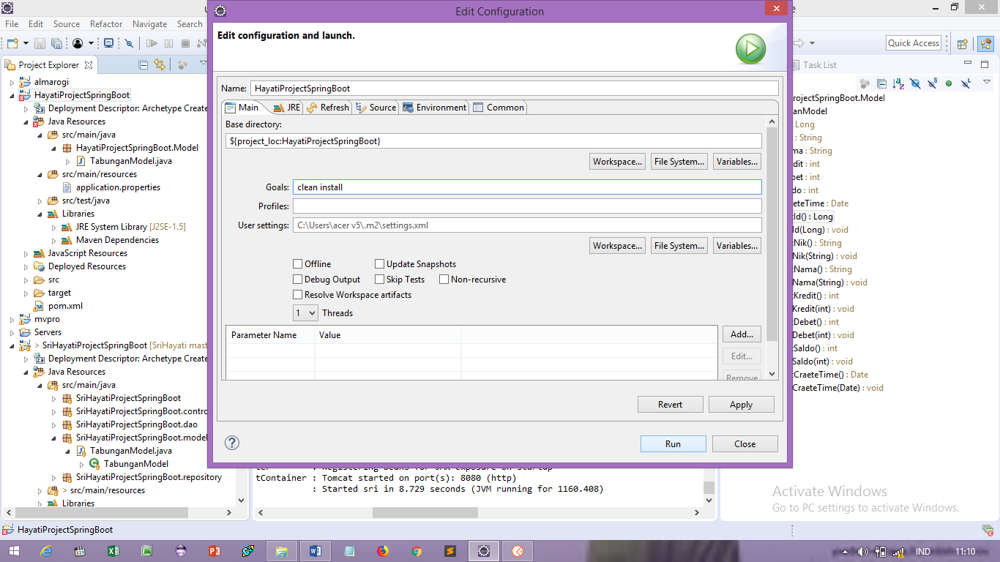 Edit Configuration
File Edit Source Refactor Navigate Search
Quick Access
Project Explorer
almarogi
HayatiProjectSpringBoot
Deployment Descriptor: Archetype Create
Java Resources
src/main/java
HayatiProjectSpringBoot.Model
TabunganModel.java
src/main/resources
application.properties
src/test/java
Libraries
JRE System Library [J2SE-1.5]
Maven Dependencies
JavaScript Resources
Deployed Resources
src
target
pom.xml
mvpro
Servers
> SriHayatiProjectSpringBoot [SriHayati mast
Deployment Descriptor: Archetype Create
Java Resources
src/main/java
SriHayatiProjectSpringBoot
SriHayatiProjectSpringBoot.contro
SriHayatiProjectSpringBoot.dao
SriHayatiProjectSpringBoot.model
TabunganModel.java
TabunganModel
SriHayatiProjectSpringBoot.repository
> src/main/resources
Libraries
Edit configuration and launch.
Name: HayatiProjectSpringBoot
Main JRE Refresh Source Environment Common
Base directory:
${project_loc:HayatiProjectSpringBoot}
Workspace... File System... Variables...
Goals: clean install
Profiles:
User settings: C:\Users\acer v5\.m2\settings.xml
Workspace... File System... Variables...
Offline Update Snapshots
Debug Output Skip Tests Non-recursive
Resolve Workspace artifacts
1 Threads
Parameter Name Value
Add...
Edit...
Remove
Revert Apply
Run Close
: Registering beans for JMX exposure on startup
tContainer : Tomcat started on port(s): 8080 (http)
: Started sri in 8.729 seconds (JVM running for 1160.408)
Task List
rojectSpringBoot.Model
anModel
: Long
: String
ma : String
dit : int
bet : int
do : int
eteTime : Date
tId() : Long
Id(Long) : void
tNik() : String
Nik(String) : void
tNama() : String
Nama(String) : void
tKredit() : int
Kredit(int) : void
tDebet() : int
Debet(int) : void
tSaldo() : int
Saldo(int) : void
tCraeteTime() : Date
CraeteTime(Date) : void
Activate Windows
Go to PC settings to activate Windows.
HayatiProjectSpringBoot
IND 11:10